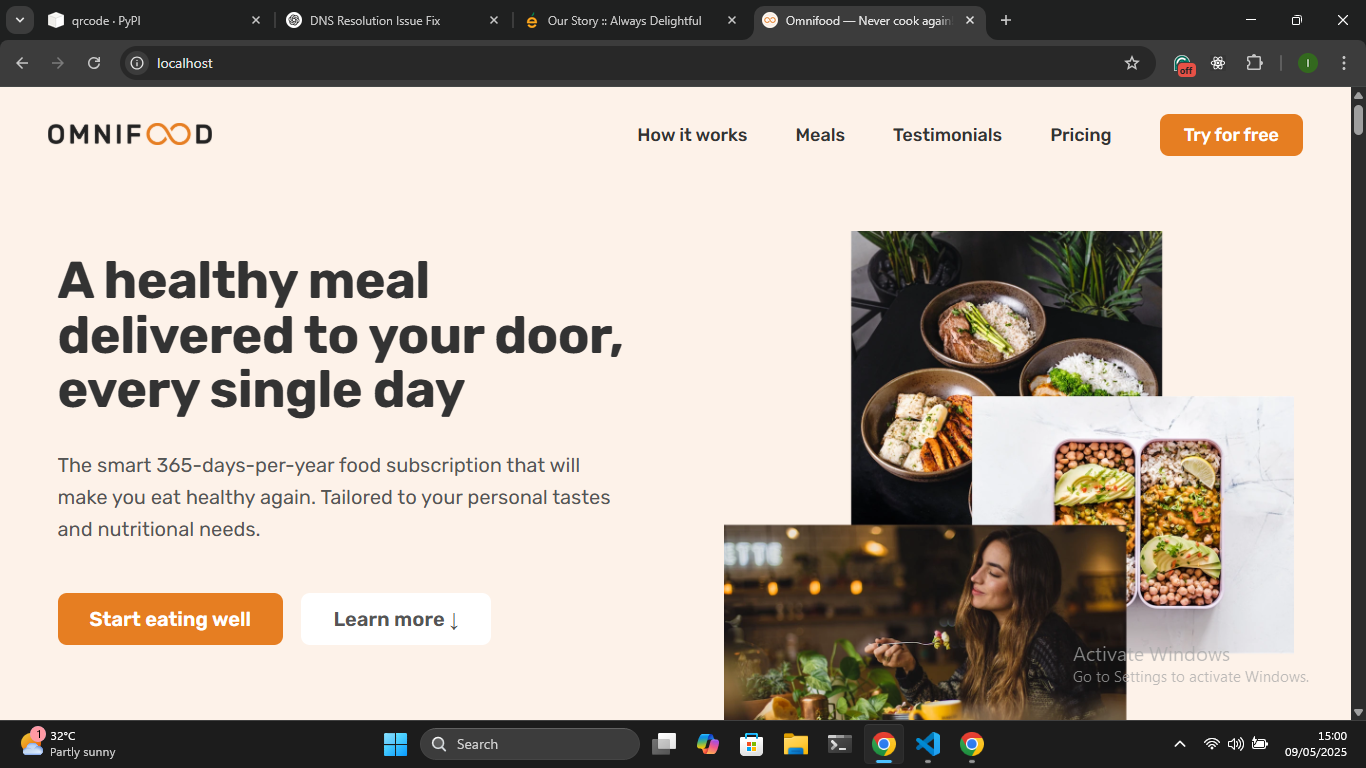 qrcode · PyPI
DNS Resolution Issue Fix
Our Story :: Always Delightful
Omnifood — Never cook again
localhost
off
I
OMNIFOOD
How it works
Meals
Testimonials
Pricing
Try for free
A healthy meal
delivered to your door,
every single day
The smart 365-days-per-year food subscription that will
make you eat healthy again. Tailored to your personal tastes
and nutritional needs.
Start eating well
Learn more ↓
Activate Windows
Go to Settings to activate Windows.
1
32°C
Partly sunny
Search
15:00
09/05/2025